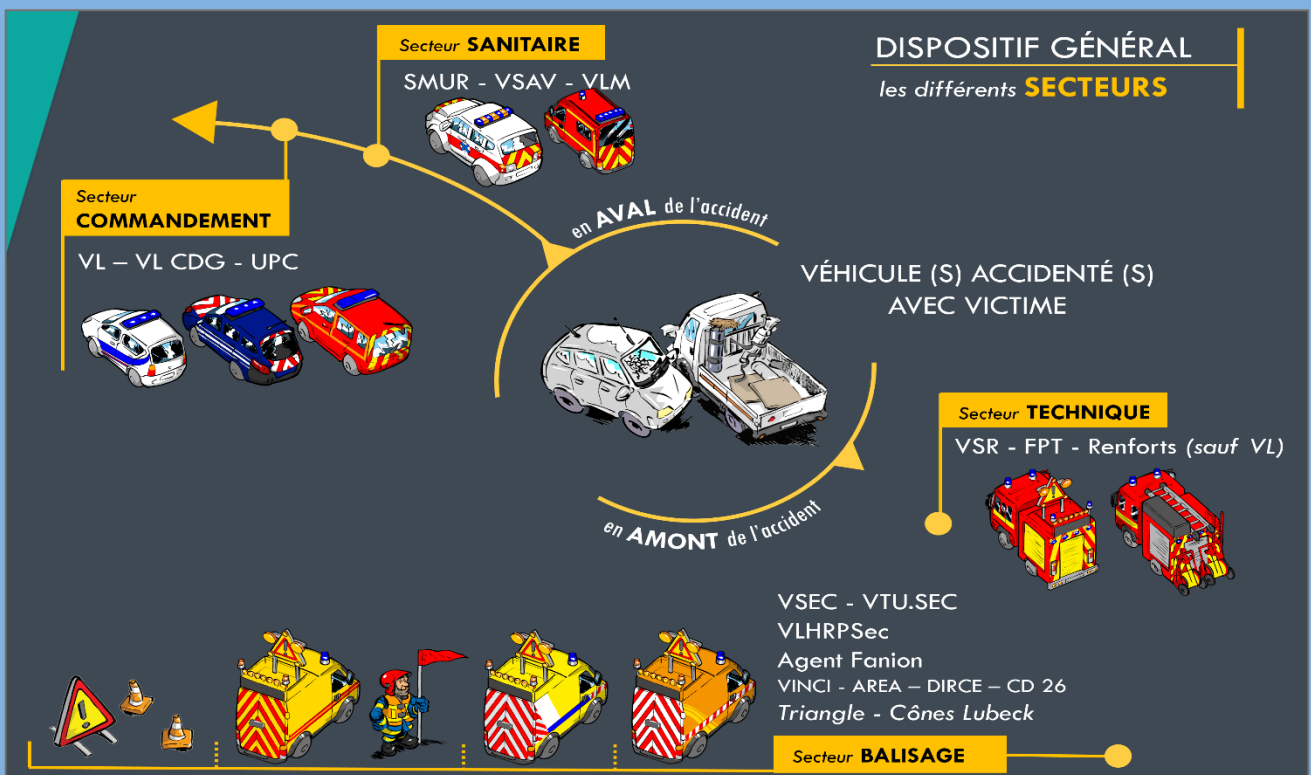 DISPOSITIF GÉNÉRAL
les différents SECTEURS
Secteur SANITAIRE
SMUR - VSAV - VLM
Secteur
COMMANDEMENT
VL – VL CDG - UPC
en AVAL de l'accident
VÉHICULE (S) ACCIDENTÉ (S)
AVEC VICTIME
en AMONT de l'accident
Secteur TECHNIQUE
VSR - FPT - Renforts (sauf VL)
VSEC - VTU.SEC
VLHRPSec
Agent Fanion
VINCI - AREA – DIRCE – CD 26
Triangle - Cônes Lubeck
Secteur BALISAGE